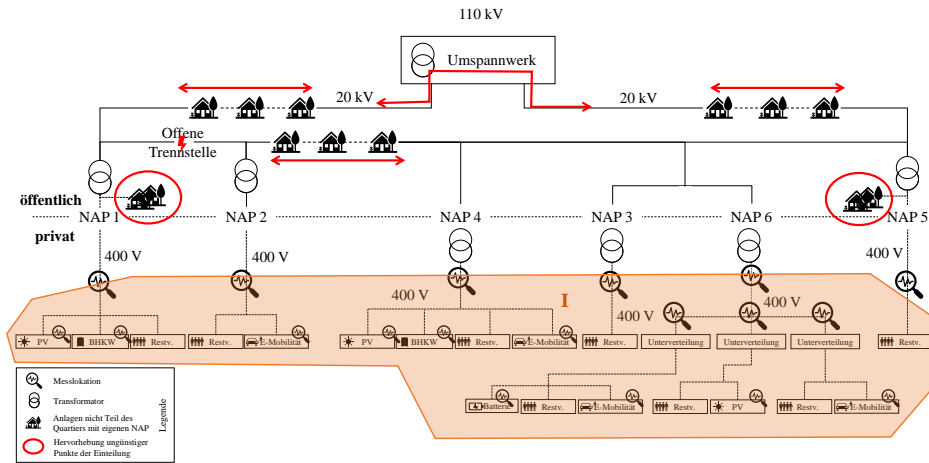 110 kV
Umspannwerk
20 kV
20 kV
Offene
Trennstelle
öffentlich
NAP 1
NAP 2
NAP 4
NAP 3
NAP 6
NAP 5
privat
400 V
400 V
400 V
400 V
I
400 V
400 V
PV
BHKW
Restv.
Restv.
E-Mobilität
PV
BHKW
Restv.
E-Mobilität
Restv.
Unterverteilung
Unterverteilung
Unterverteilung
Restv.
Batterie
Restv.
E-Mobilität
Restv.
PV
Restv.
E-Mobilität
Messlokation
Transformator
Anlagen nicht Teil des
Quartiers mit eigenen NAP
Hervorhebung ungünstiger
Punkte der Einteilung
Legende